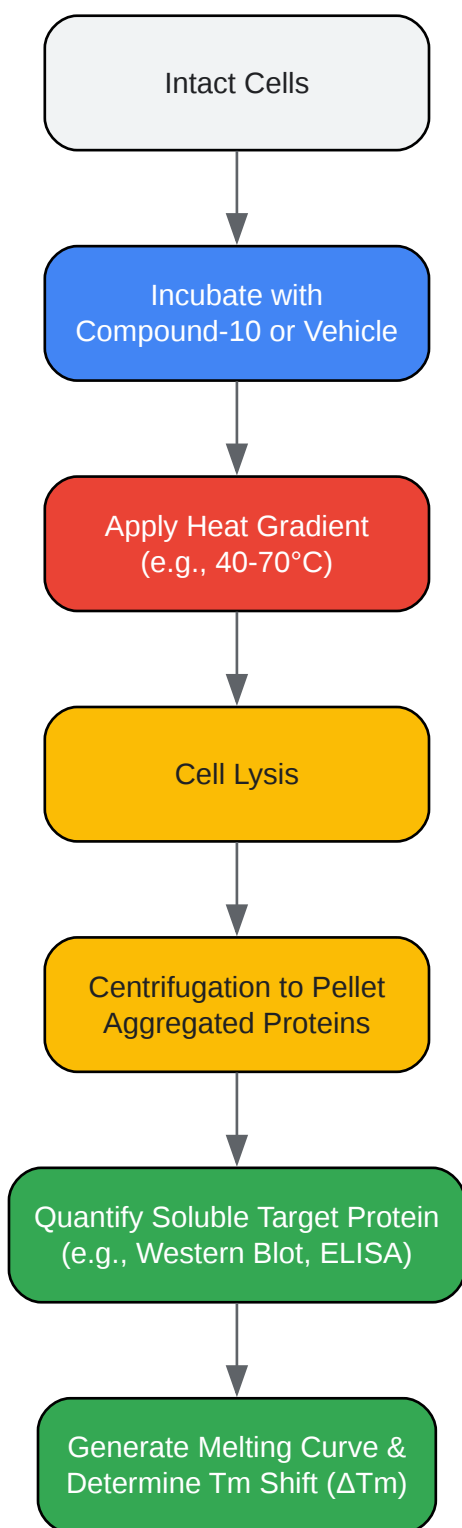 Intact Cells
Incubate with
Compound-10 or Vehicle
Apply Heat Gradient
(e.g., 40-70°C)
Cell Lysis
Centrifugation to Pellet
Aggregated Proteins
Quantify Soluble Target Protein
(e.g., Western Blot, ELISA)
Generate Melting Curve &
Determine Tm Shift (ΔTm)